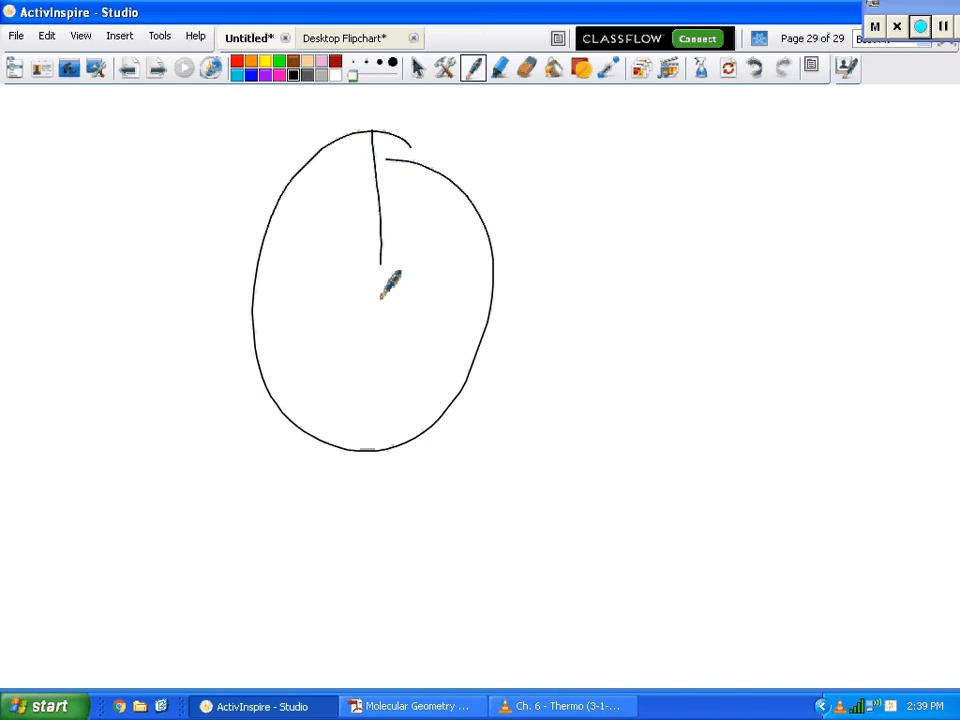 ActivInspire - Studio
M
File Edit View Insert Tools Help
Untitled*
Desktop Flipchart*
CLASSFLOW
Connect
Page 29 of 29
start
ActivInspire - Studio
Molecular Geometry ...
Ch. 6 - Thermo (3-1-...
2:39 PM